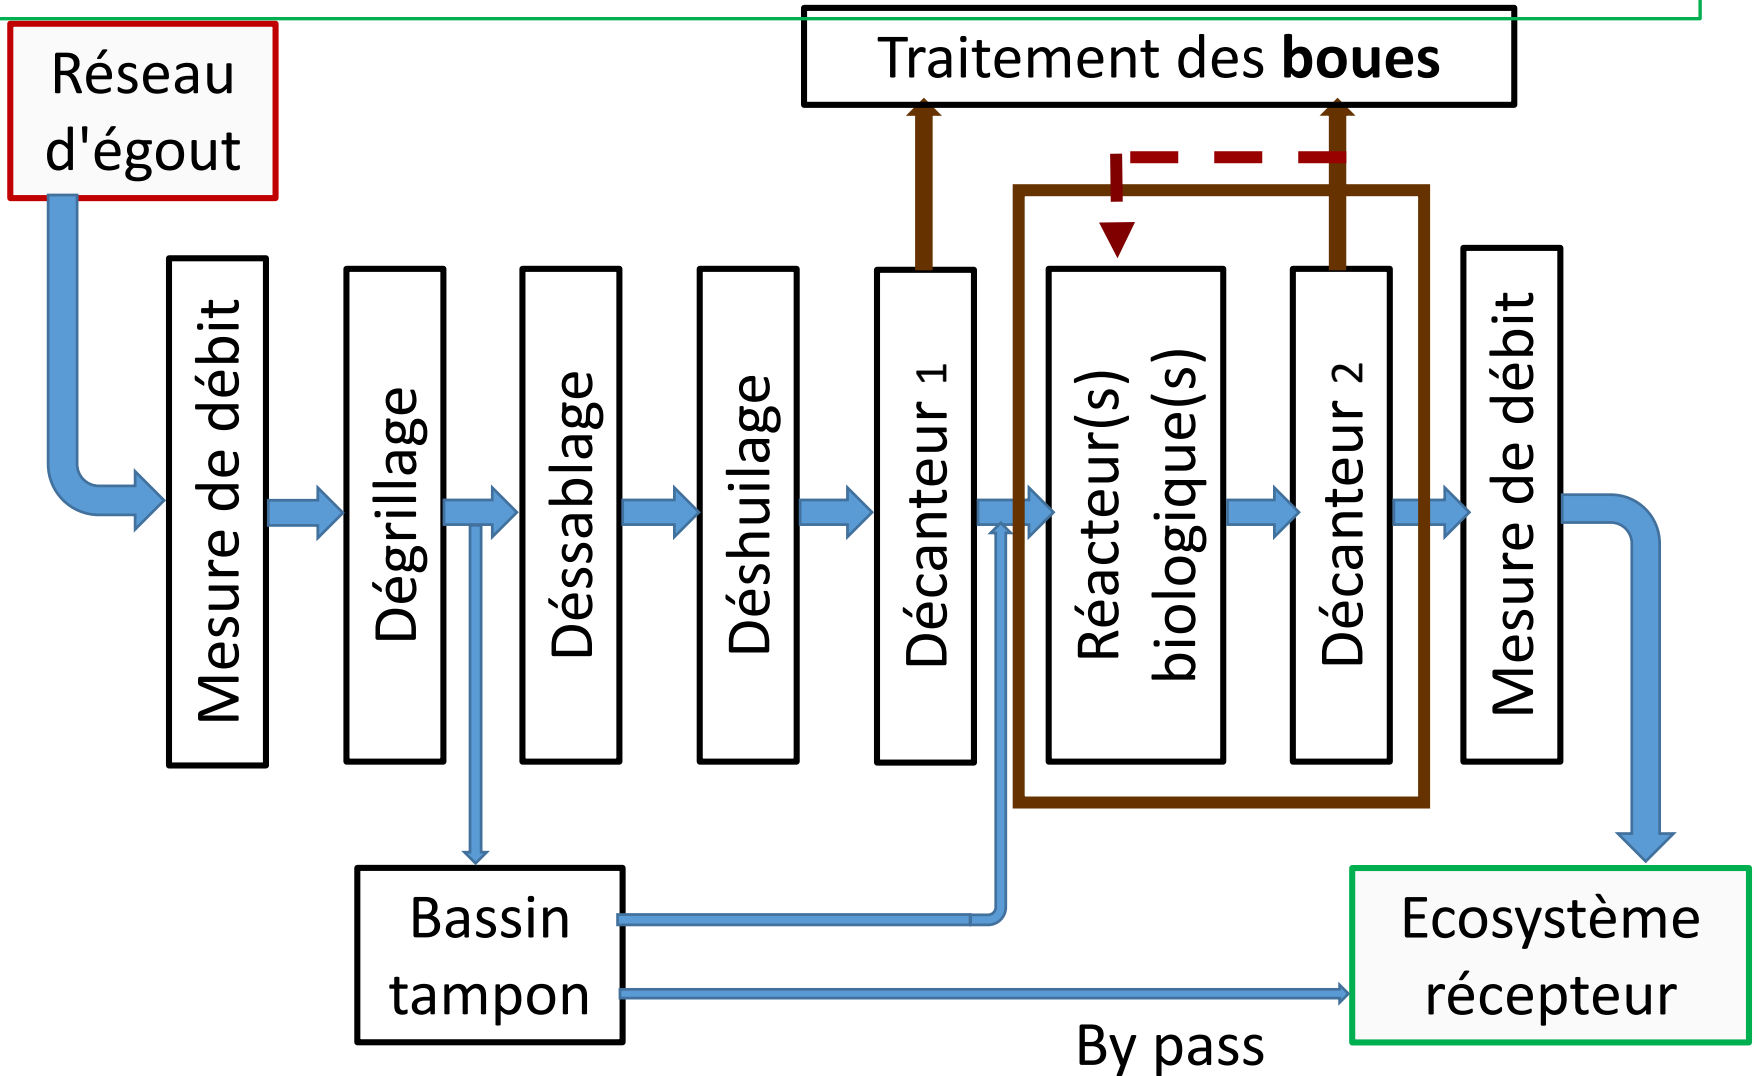 Traitement des boues
Réseau
d'égout
Mesure de débit
Dégrillage
Déssablage
Déshuilage
Décanteur 1
Réacteur(s)
biologique(s)
Décanteur 2
Mesure de débit
Bassin
tampon
By pass
Ecosystème
récepteur